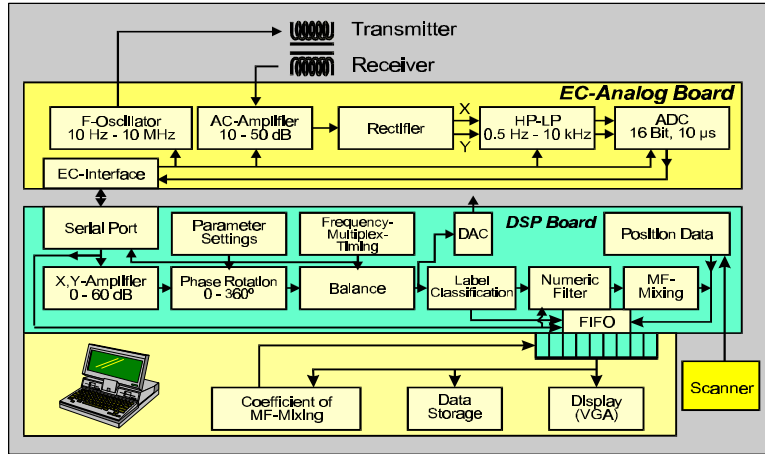 Transmitter
Receiver
EC-Analog Board
F-Oscillator
10 Hz - 10 MHz
AC-Amplifier
10 - 50 dB
Rectifier
X
Y
HP-LP
0.5 Hz - 10 kHz
ADC
16 Bit, 10 µs
EC-Interface
DSP Board
Serial Port
Parameter
Settings
Frequency-
Multiplex-
Timing
DAC
Position Data
X,Y-Amplifier
0 - 60 dB
Phase Rotation
0 - 360º
Balance
Label
Classification
Numeric
Filter
MF-
Mixing
FIFO
Scanner
Coefficient of
MF-Mixing
Data
Storage
Display
(VGA)